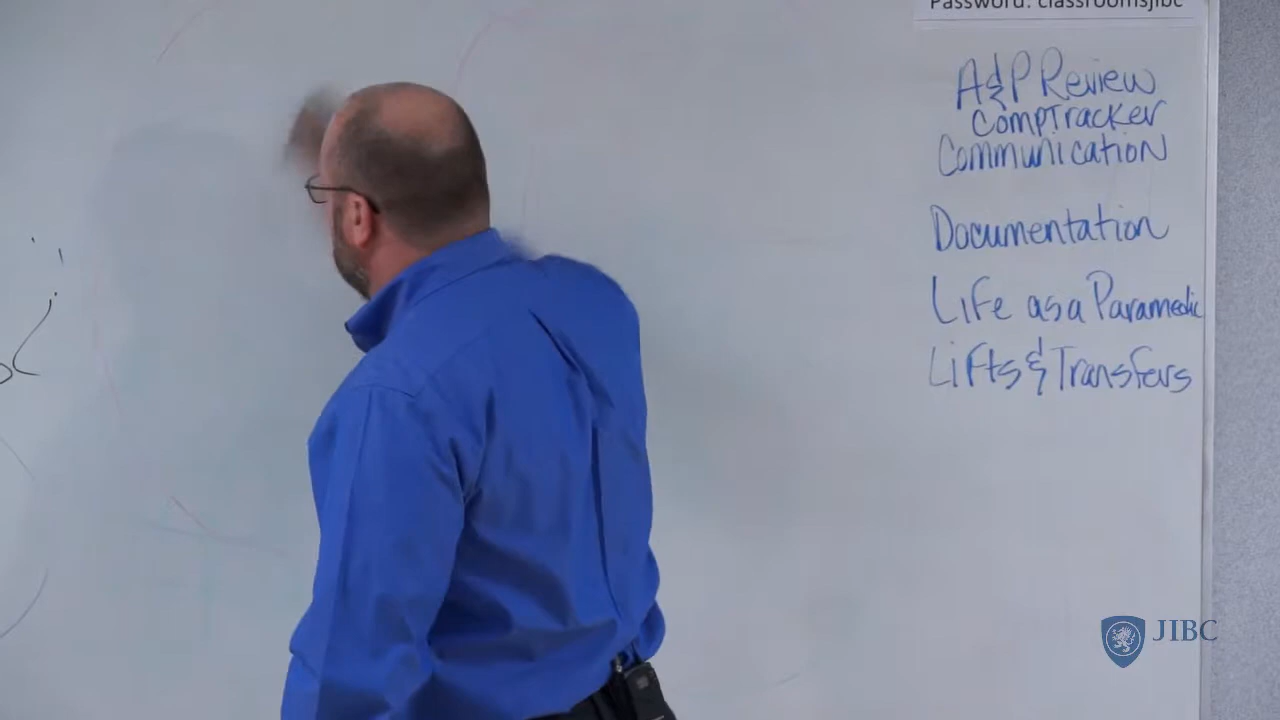 Password: classroomsjibc
A&P Review
CompTracker
Communication
Documentation
Life as a Paramedic
Lifts & Transfers
JIBC